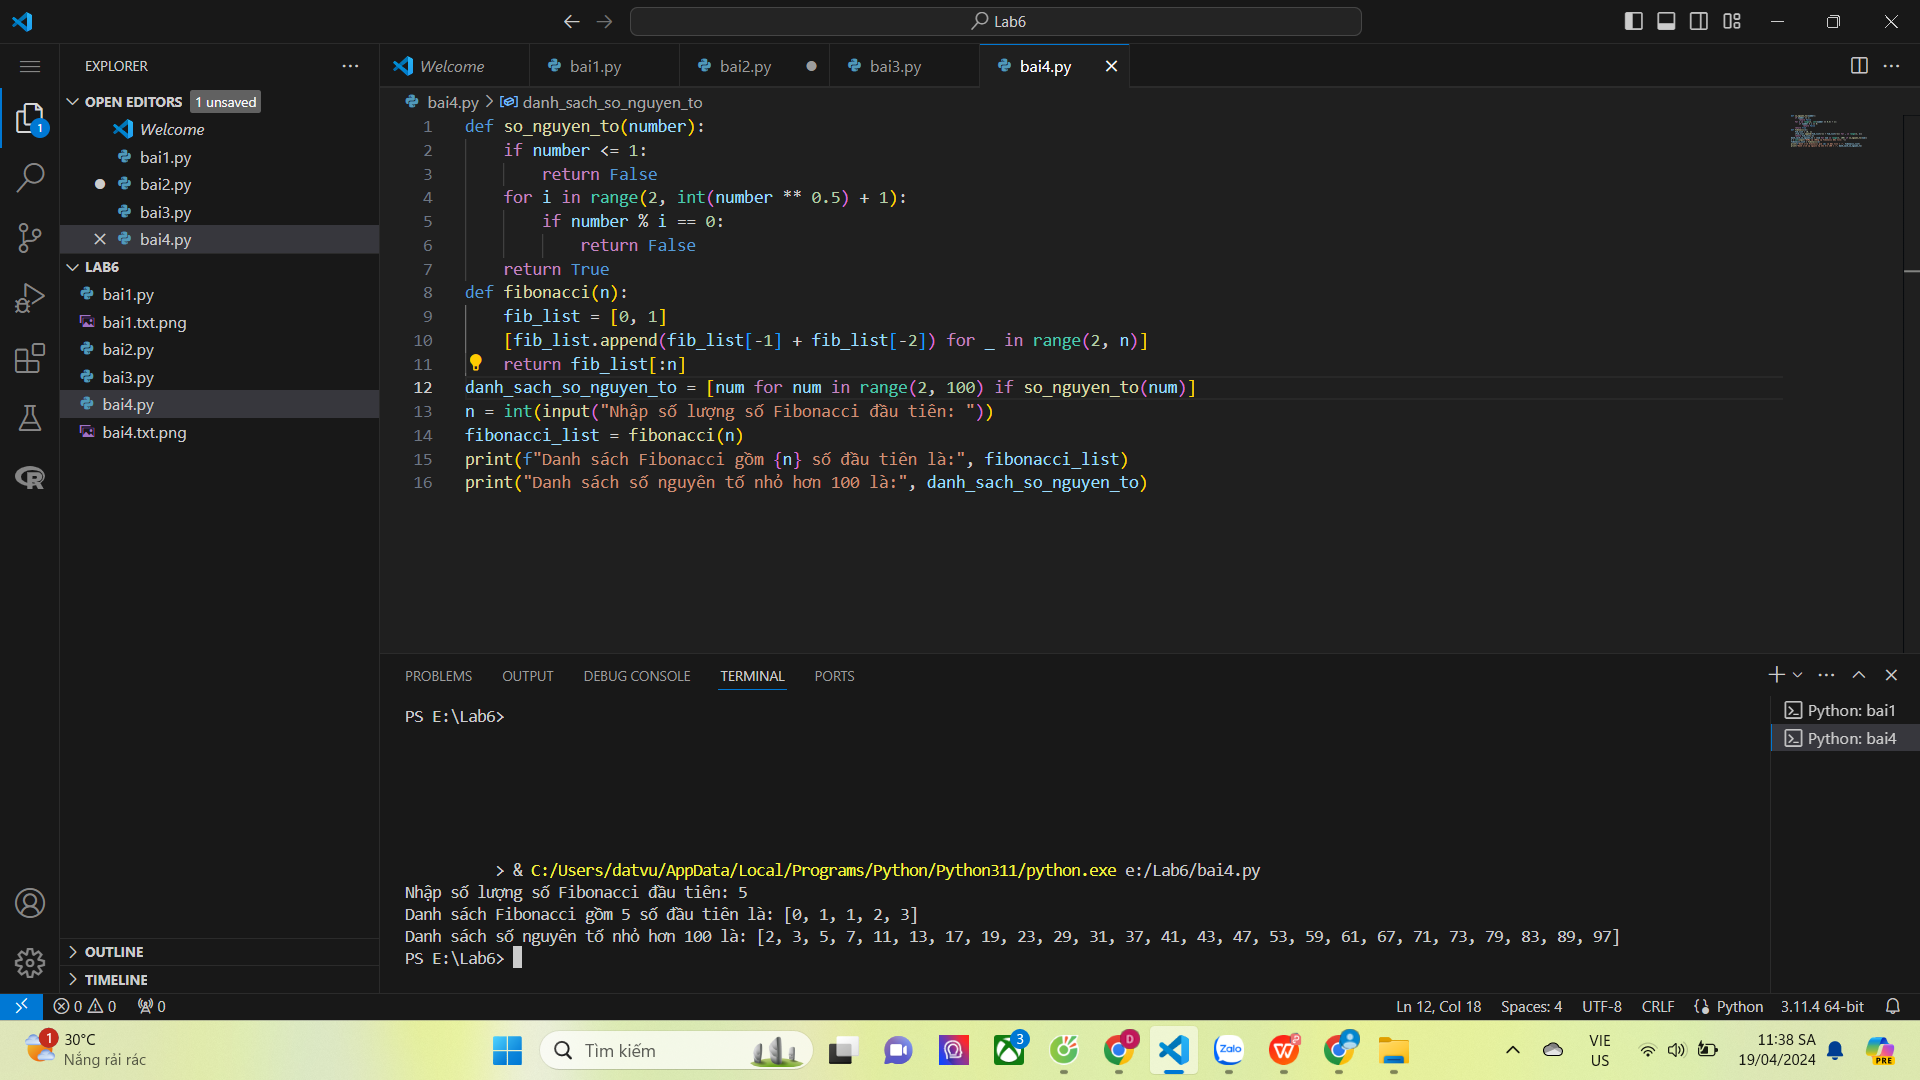 Lab6
EXPLORER
OPEN EDITORS 1 unsaved
Welcome
bai1.py
bai2.py
bai3.py
bai4.py
LAB6
bai1.py
bai1.txt.png
bai2.py
bai3.py
bai4.py
bai4.txt.png
OUTLINE
TIMELINE
1
Welcome
bai1.py
bai2.py
bai3.py
bai4.py
bai4.py > danh_sach_so_nguyen_to
1 def so_nguyen_to(number):
2     if number <= 1:
3         return False
4     for i in range(2, int(number ** 0.5) + 1):
5         if number % i == 0:
6             return False
7     return True
8 def fibonacci(n):
9     fib_list = [0, 1]
10     [fib_list.append(fib_list[-1] + fib_list[-2]) for _ in range(2, n)]
11     return fib_list[:n]
12 danh_sach_so_nguyen_to = [num for num in range(2, 100) if so_nguyen_to(num)]
13 n = int(input("Nhập số lượng số Fibonacci đầu tiên: "))
14 fibonacci_list = fibonacci(n)
15 print(f"Danh sách Fibonacci gồm {n} số đầu tiên là:", fibonacci_list)
16 print("Danh sách số nguyên tố nhỏ hơn 100 là:", danh_sach_so_nguyen_to)
PROBLEMS OUTPUT DEBUG CONSOLE TERMINAL PORTS
PS E:\Lab6>
> & C:/Users/datvu/AppData/Local/Programs/Python/Python311/python.exe e:/Lab6/bai4.py
Nhập số lượng số Fibonacci đầu tiên: 5
Danh sách Fibonacci gồm 5 số đầu tiên là: [0, 1, 1, 2, 3]
Danh sách số nguyên tố nhỏ hơn 100 là: [2, 3, 5, 7, 11, 13, 17, 19, 23, 29, 31, 37, 41, 43, 47, 53, 59, 61, 67, 71, 73, 79, 83, 89, 97]
PS E:\Lab6>
Python: bai1
Python: bai4
0 0 0
Ln 12, Col 18 Spaces: 4 UTF-8 CRLF Python 3.11.4 64-bit
1
30°C
Nắng rải rác
Tìm kiếm
3
D
Zalo
VIE
US
11:38 SA
19/04/2024
PRE